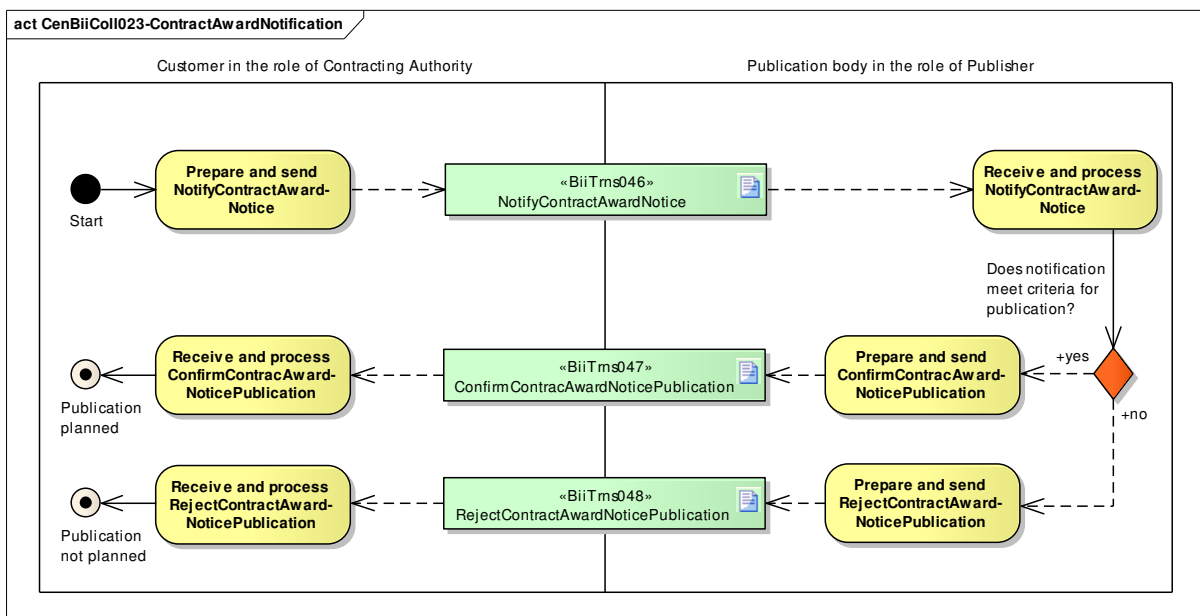 act CenBiiColl023-ContractAwardNotification
Customer in the role of Contracting Authority
Publication body in the role of Publisher
Start
Prepare and send
NotifyContractAward-
Notice
«BiiTrns046»
NotifyContractAwardNotice
Receive and process
NotifyContractAward-
Notice
Does notification
meet criteria for
publication?
+yes
+no
Publication
planned
Receive and process
ConfirmContracAward-
NoticePublication
«BiiTrns047»
ConfirmContracAwardNoticePublication
Prepare and send
ConfirmContracAward-
NoticePublication
Publication
not planned
Receive and process
RejectContractAward-
NoticePublication
«BiiTrns048»
RejectContractAwardNoticePublication
Prepare and send
RejectContractAward-
NoticePublication